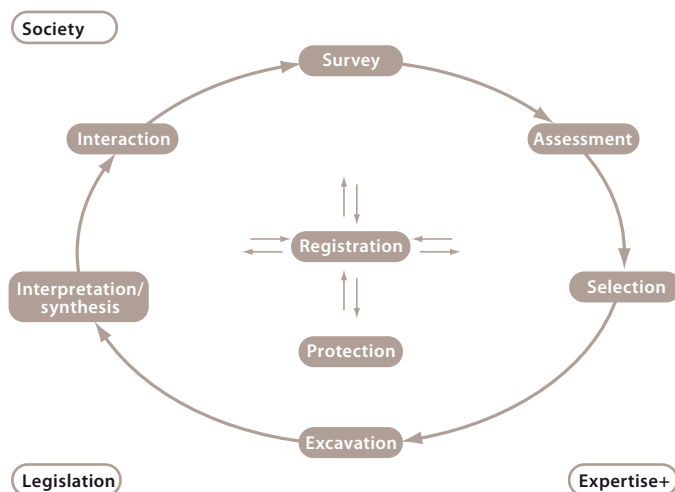 Society
Survey
Interaction
Assessment
Registration
Interpretation/
synthesis
Selection
Protection
Excavation
Legislation
Expertise+